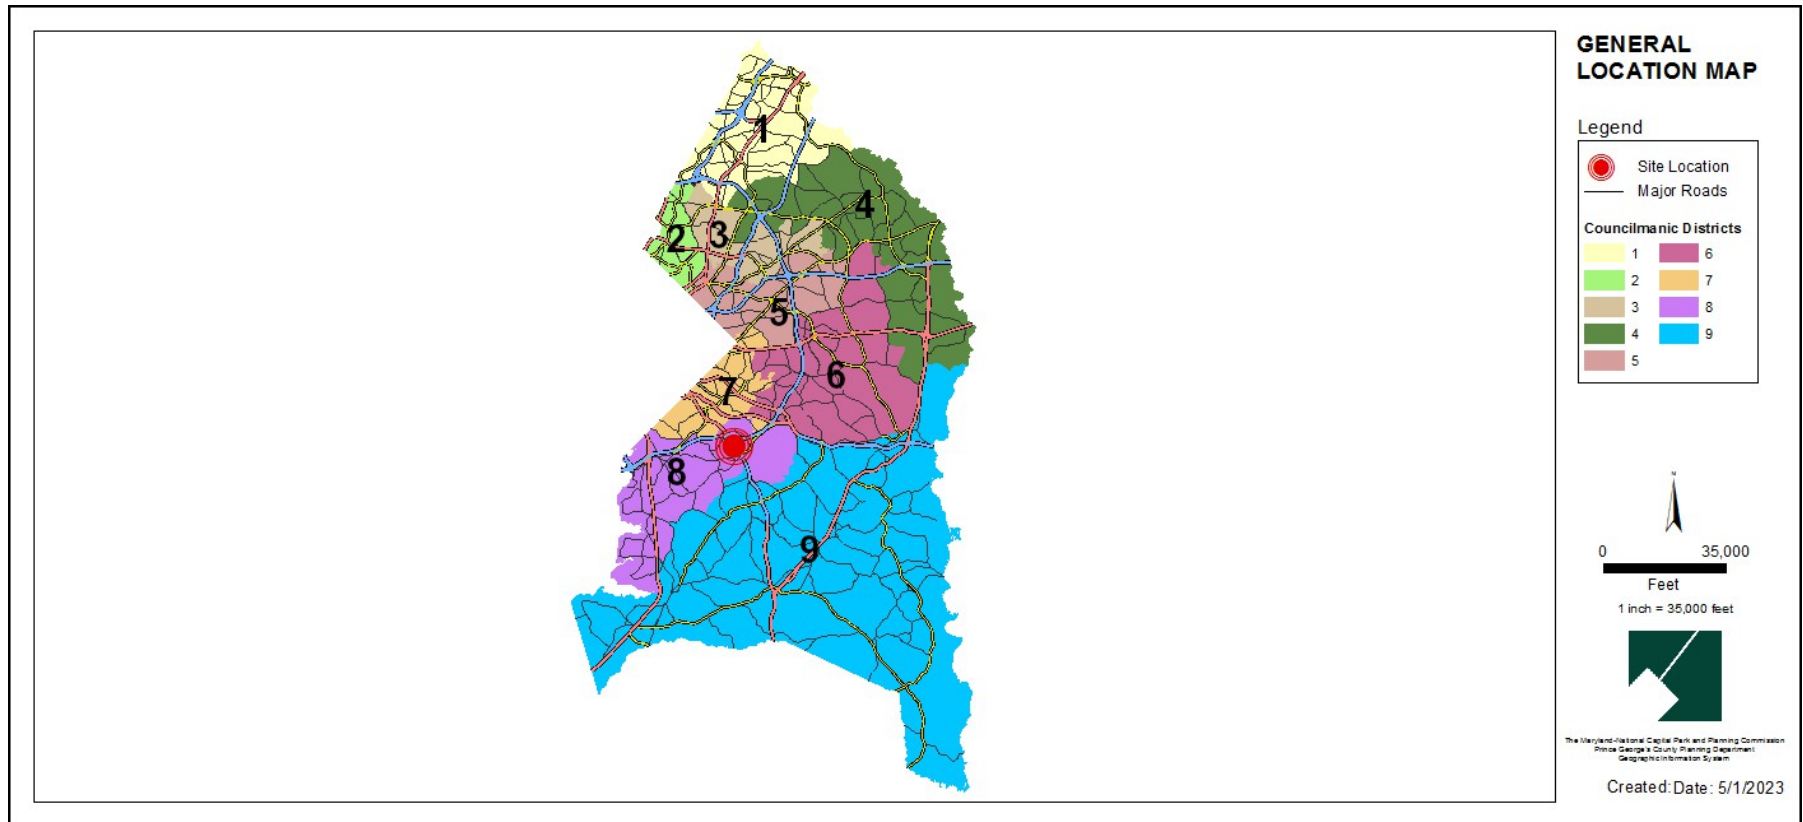 GENERAL
LOCATION MAP
Legend
Site Location
Major Roads
Councilmanic Districts
1 6
2 7
3 8
4 9
5
1
4
2
3
5
6
7
8
9
N
0 35,000
Feet
1 inch = 35,000 feet
The Maryland-National Capital Park and Planning Commission
Prince George's County Planning Department
Geographic Information System
Created: Date: 5/1/2023